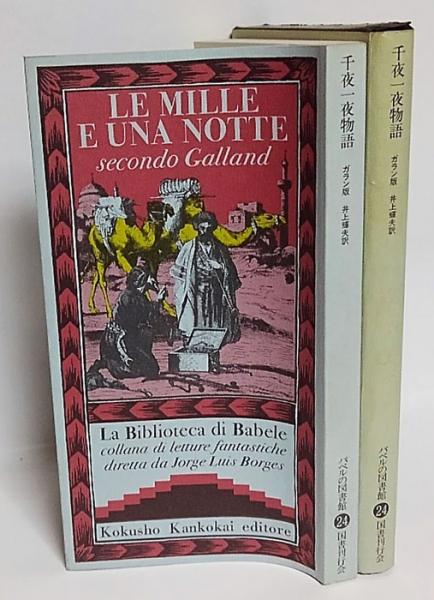 LE MILLE
E UNA NOTTE
secondo Galland
La Biblioteca di Babele
collana di letture fantastiche
diretta da Jorge Luis Borges
Kokusho Kankokai editore
千夜一夜物語
ガラン版 井上輝夫訳
バベルの図書館 24 国書刊行会
千夜一夜物語
ガラン版 井上輝夫訳
バベルの図書館 24 国書刊行会